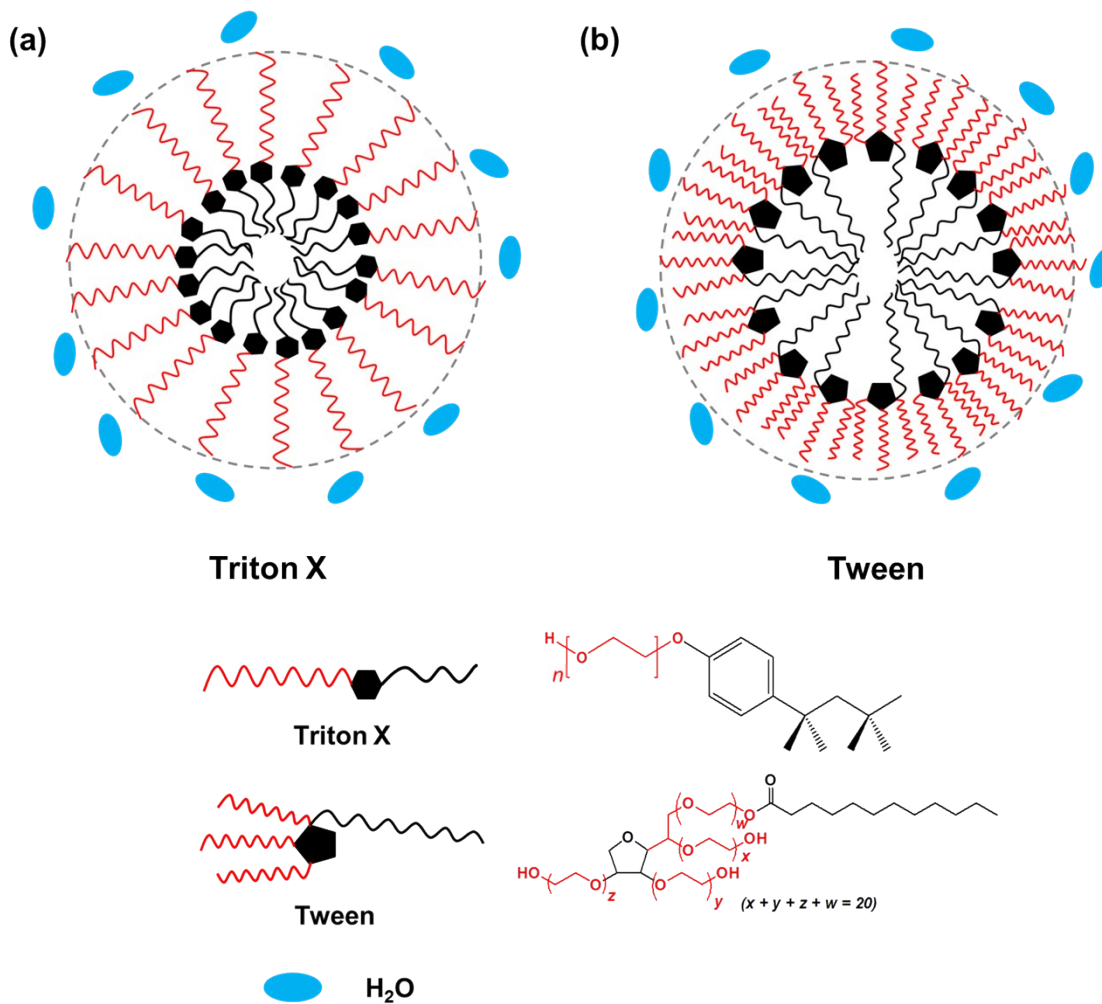 (a)
(b)
Triton X
Tween
Triton X
H
O
n
O
Tween
O
O
O
w
O
O
OH
x
HO
O
z
O
OH
y
(x + y + z + w = 20)
H₂O